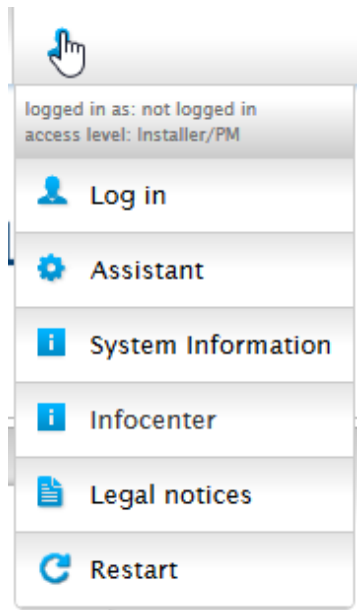 logged in as: not logged in
access level: Installer/PM
Log in
Assistant
System Information
Infocenter
Legal notices
Restart